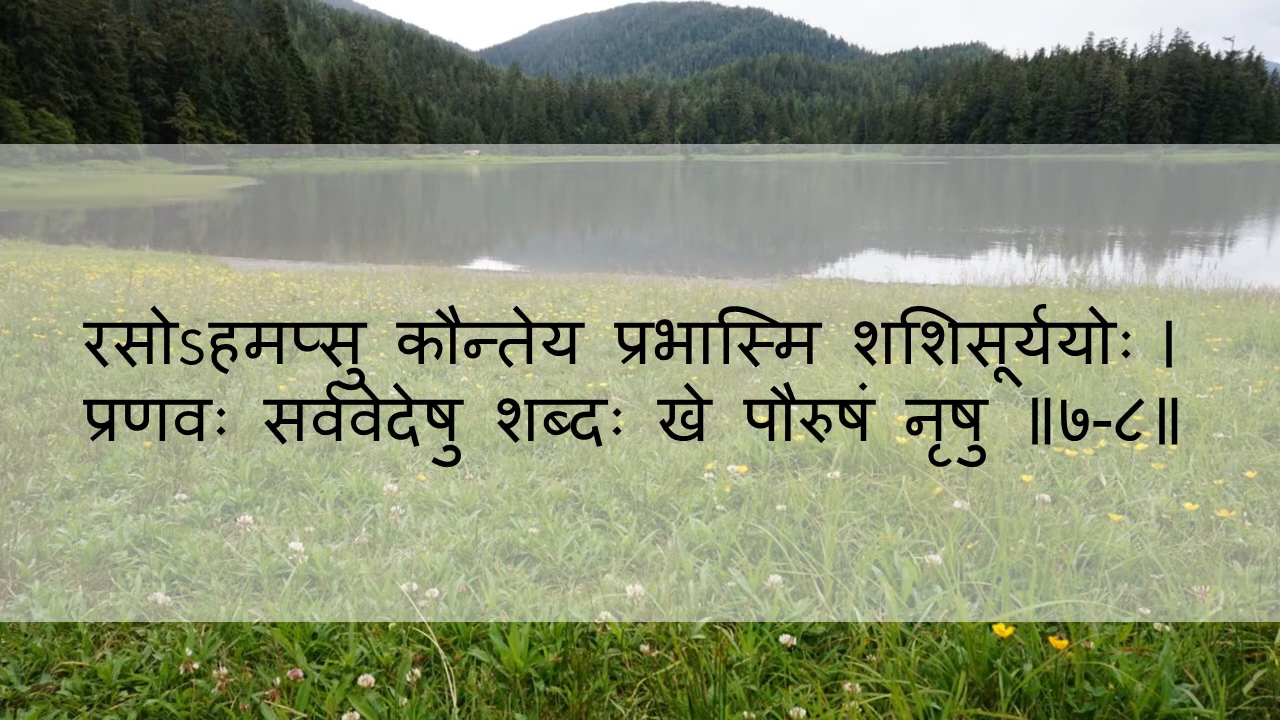 रसोऽहमप्सु कौन्तेय प्रभास्मि शशिसूर्ययोः ।
प्रणवः सर्ववेदेषु शब्दः खे पौरुषं नृषु ॥७-८॥